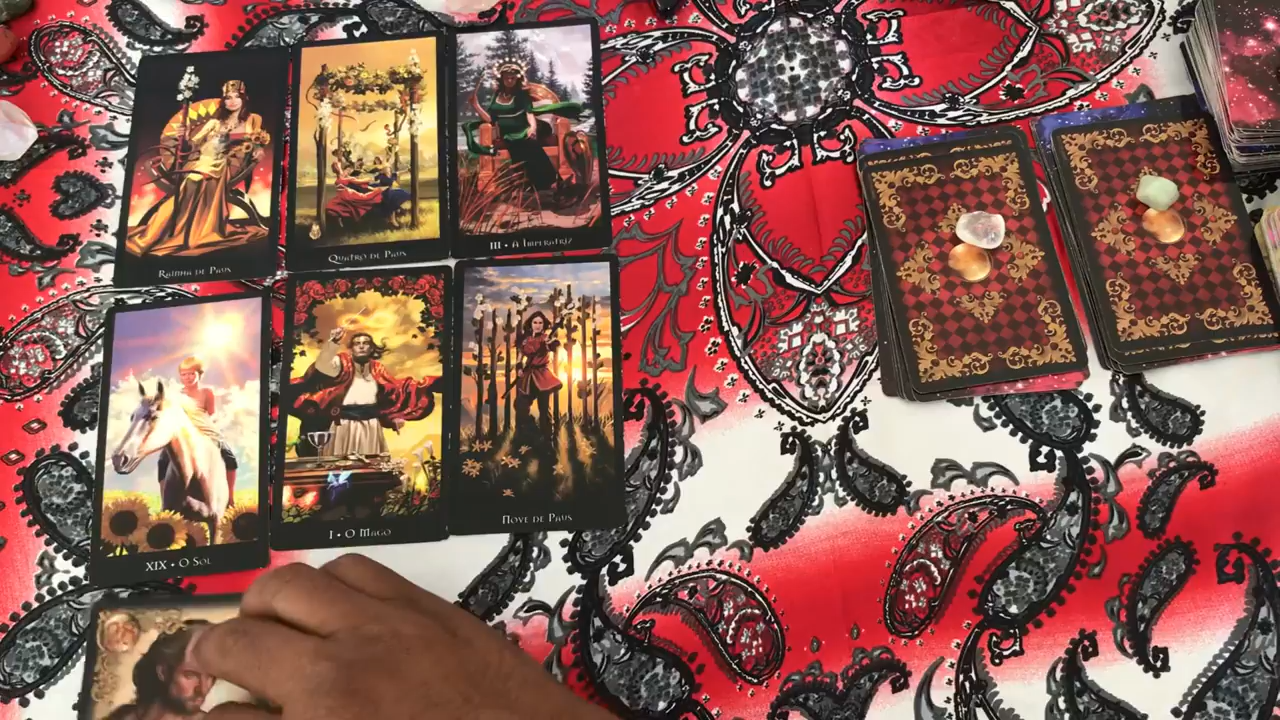 Rainha de Paus
Quatro de Paus
III • A Imperatriz
XIX • O Sol
I • O Mago
Nove de Paus